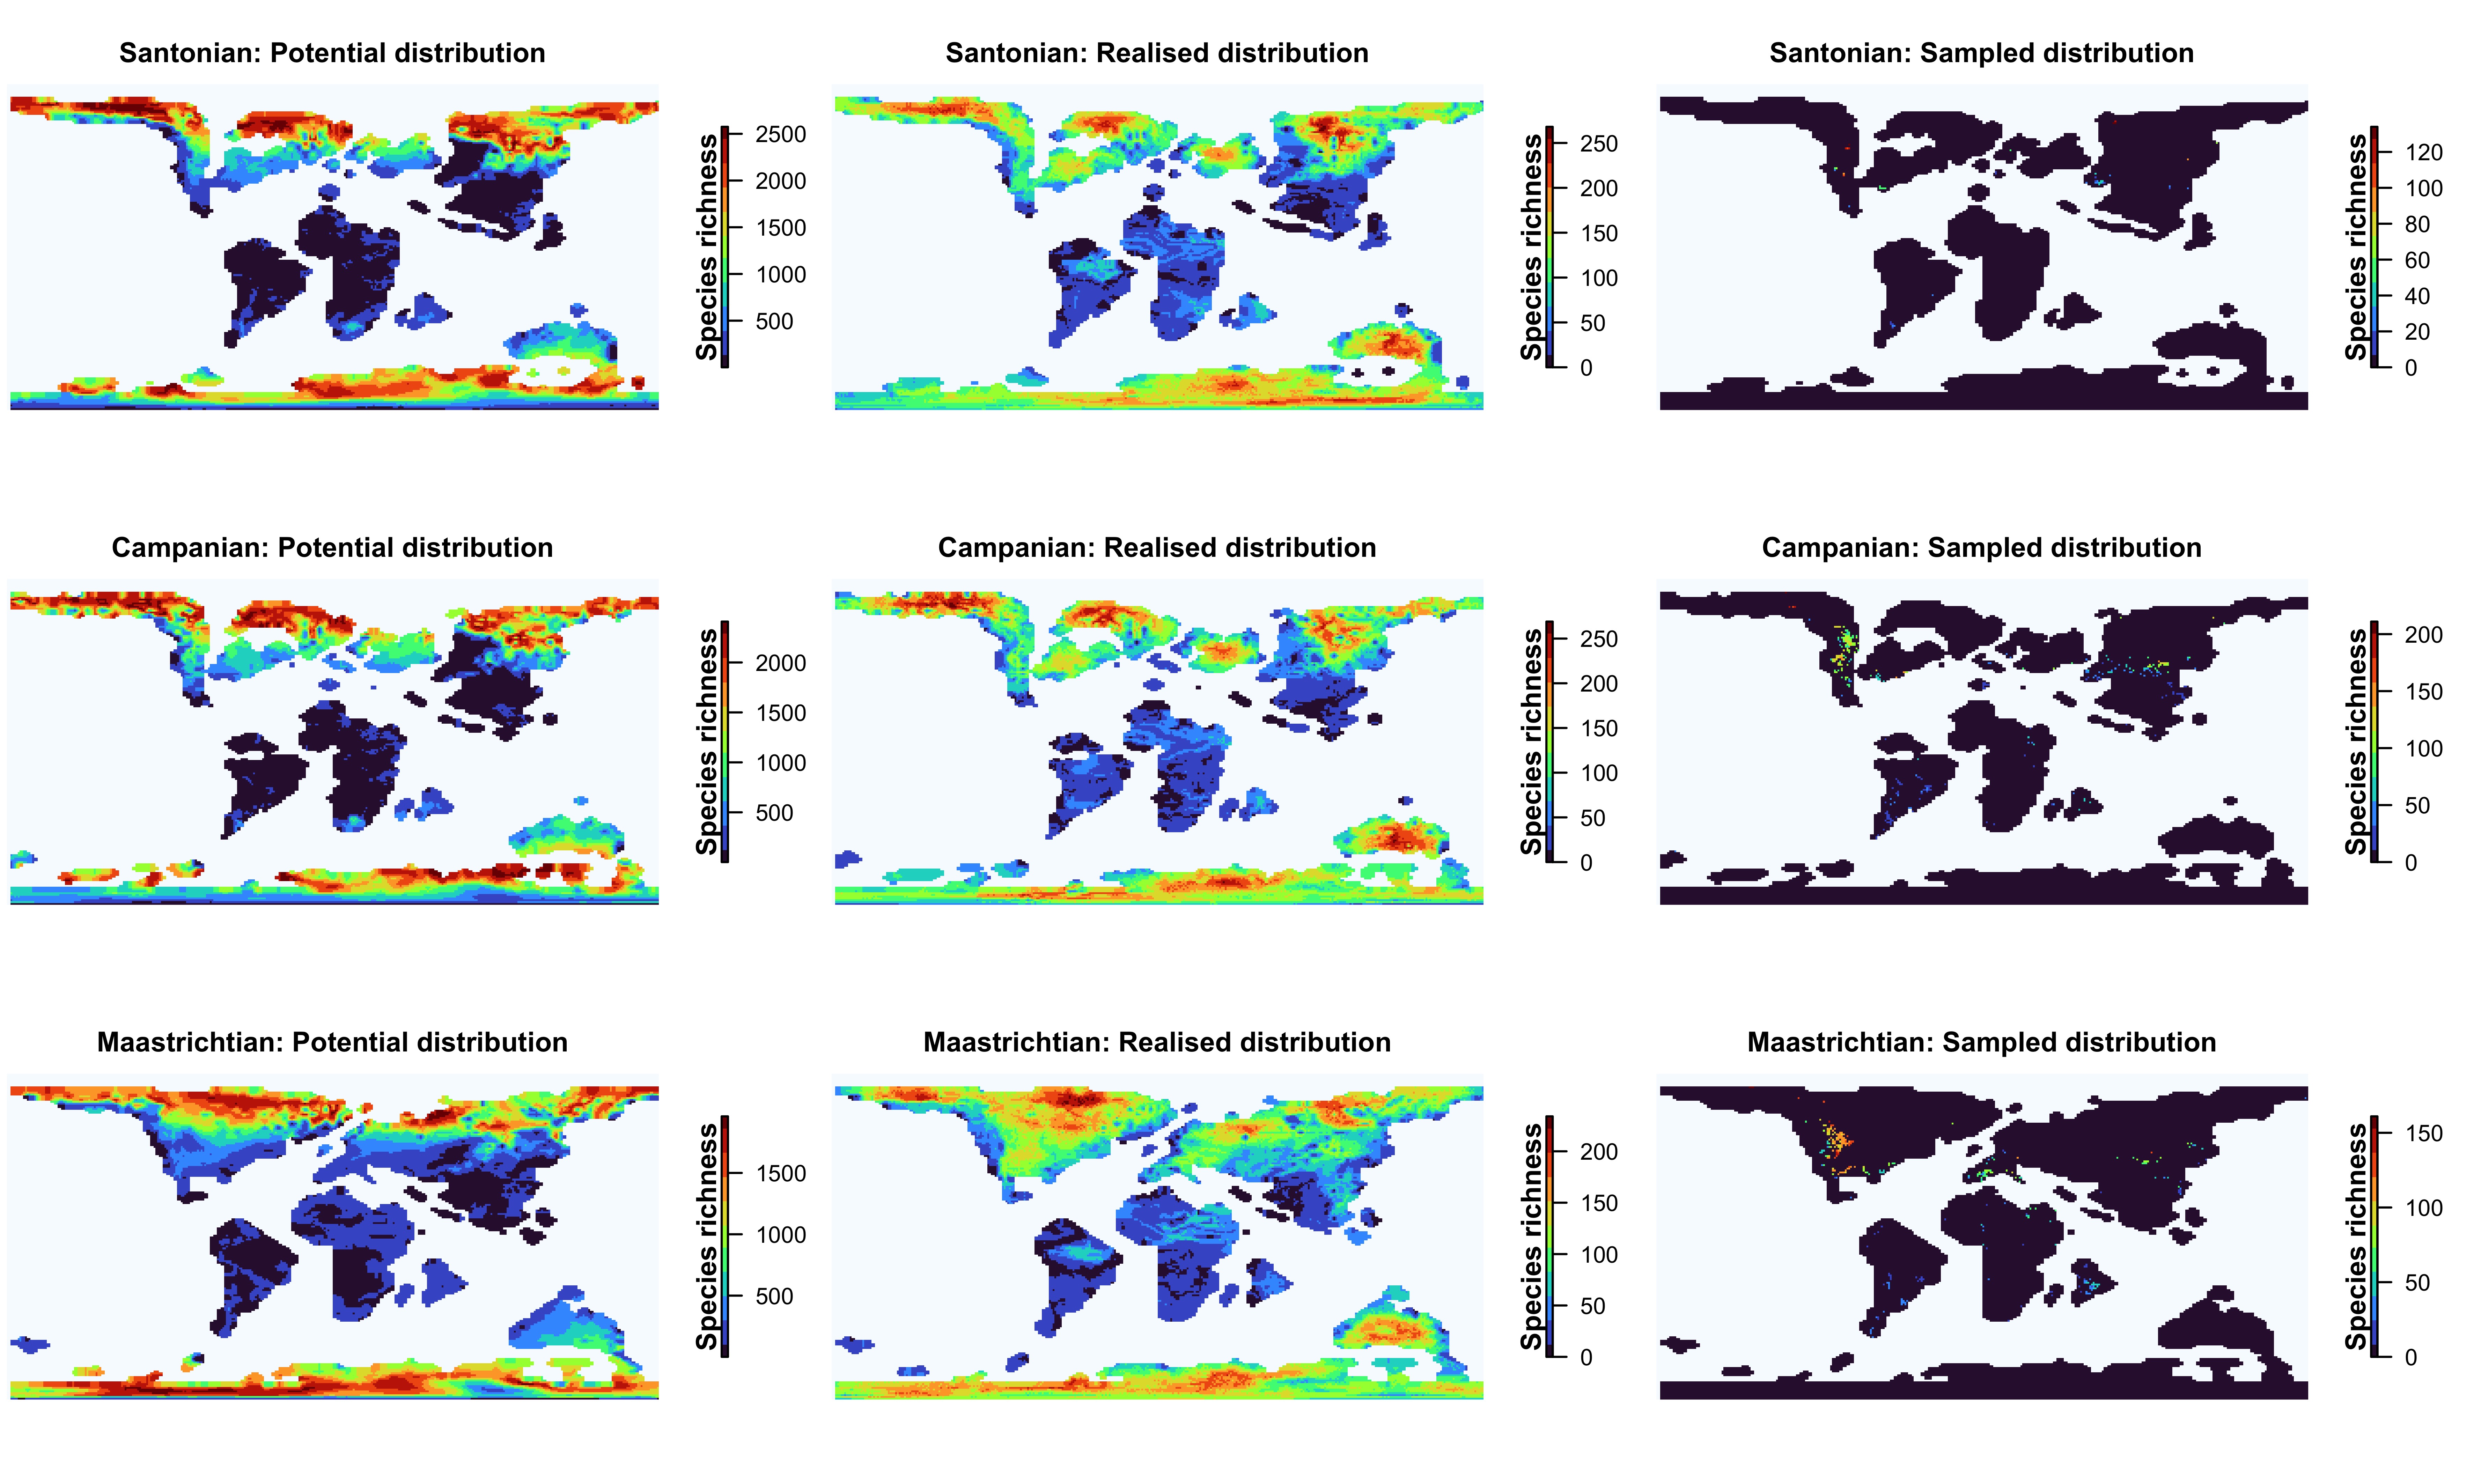 Santonian: Potential distribution
Species richness
2500
2000
1500
1000
500
Santonian: Realised distribution
Species richness
250
200
150
100
50
0
Santonian: Sampled distribution
Species richness
120
100
80
60
40
20
0
Campanian: Potential distribution
Species richness
2000
1500
1000
500
Campanian: Realised distribution
Species richness
250
200
150
100
50
0
Campanian: Sampled distribution
Species richness
200
150
100
50
0
Maastrichtian: Potential distribution
Species richness
1500
1000
500
Maastrichtian: Realised distribution
Species richness
200
150
100
50
0
Maastrichtian: Sampled distribution
Species richness
150
100
50
0